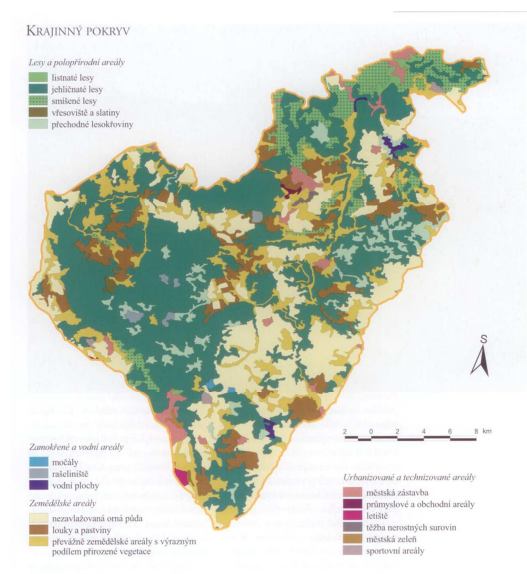 KRAJINNÝ POKRYV
Lesy a polopřírodní areály
listnaté lesy
jehličnaté lesy
smíšené lesy
vřesoviště a slatiny
přechodné lesokřoviny
S
2 0 2 4 6 8 km
Zamokřené a vodní areály
močály
rašeliniště
vodní plochy
Zemědělské areály
nezavlažovaná orná půda
louky a pastviny
převážně zemědělské areály s výrazným
podílem přirozené vegetace
Urbanizované a technizované areály
městská zástavba
průmyslové a obchodní areály
letiště
těžba nerostných surovin
městská zeleň
sportovní areály